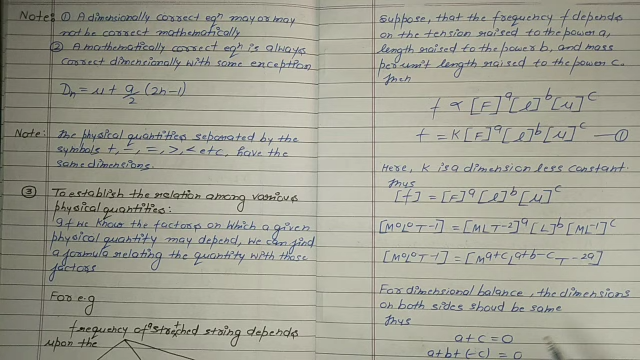 Note: ① A dimensionally correct eqⁿ may or may
not be correct mathematically
② A mathematically correct eqⁿ is always
correct dimensionally with some exception
Dn = u + a/2 (2n-1)
Note: the physical quantities separated by the
symbols +, -, =, >, < etc, have the
same dimensions.
③ To establish the relation among various
physical quantities:
If we know the factors on which a given
physical quantity may depend, we can find
a formula relating the quantity with those
factors
For e.g
frequency of stretched string depends
upon the
Suppose, that the frequency f depends
on the tension raised to the power a,
length raised to the power b, and mass
per unit length raised to the power c.
then
f ∝ [F]ᵃ[l]ᵇ[u]ᶜ
f = K[F]ᵃ[l]ᵇ[u]ᶜ —①
Here, K is a dimension less constant
thus
[f] = [F]ᵃ[l]ᵇ[u]ᶜ
[M⁰L⁰T-1] = [MLT-2]ᵃ[L]ᵇ[ML-1]ᶜ
[M⁰L⁰T-1] = [Mᵃ⁺ᶜLᵃ⁺ᵇ⁻ᶜT-2a]
For dimensional balance, the dimensions
on both sides shoud be same
thus
a+c=0
a+b+(-c)=0